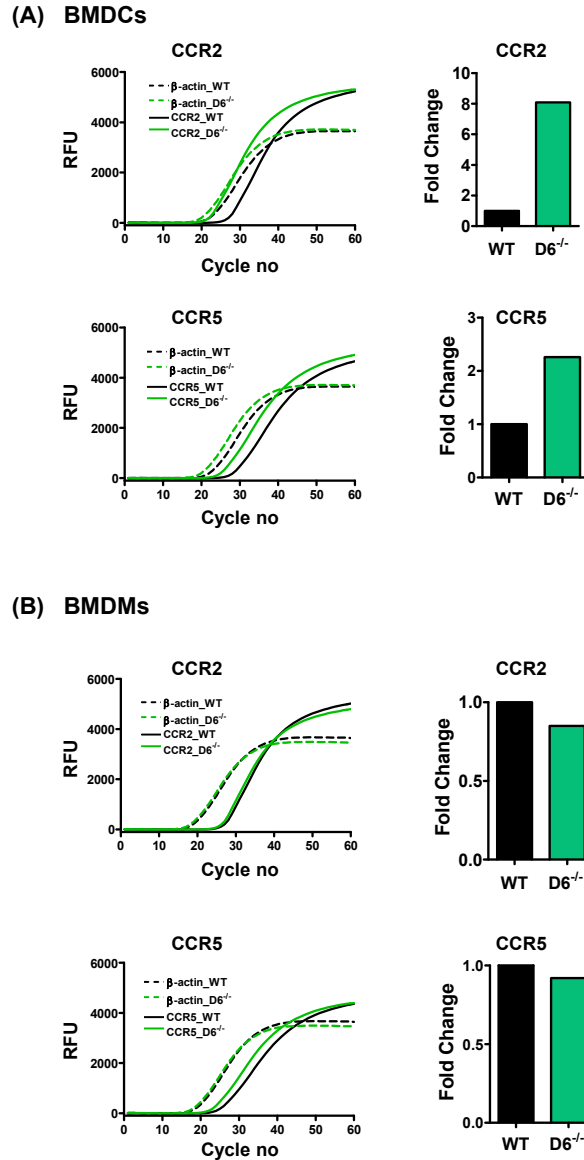 (A) BMDCs
CCR2
6000
4000
2000
0
RFU
β-actin_WT
β-actin_D6-/-
CCR2_WT
CCR2_D6-/-
0 10 20 30 40 50 60
Cycle no
CCR2
10
8
6
4
2
0
Fold Change
WT D6-/-
CCR5
6000
4000
2000
0
RFU
β-actin_WT
β-actin_D6-/-
CCR5_WT
CCR5_D6-/-
0 10 20 30 40 50 60
Cycle no
CCR5
3
2
1
0
Fold Change
WT D6-/-
(B) BMDMs
CCR2
6000
4000
2000
0
RFU
β-actin_WT
β-actin_D6-/-
CCR2_WT
CCR2_D6-/-
0 10 20 30 40 50 60
Cycle no
CCR2
1.0
0.5
0.0
Fold Change
WT D6-/-
CCR5
6000
4000
2000
0
RFU
β-actin_WT
β-actin_D6-/-
CCR5_WT
CCR5_D6-/-
0 10 20 30 40 50 60
Cycle no
CCR5
1.0
0.5
0.0
Fold Change
WT D6-/-